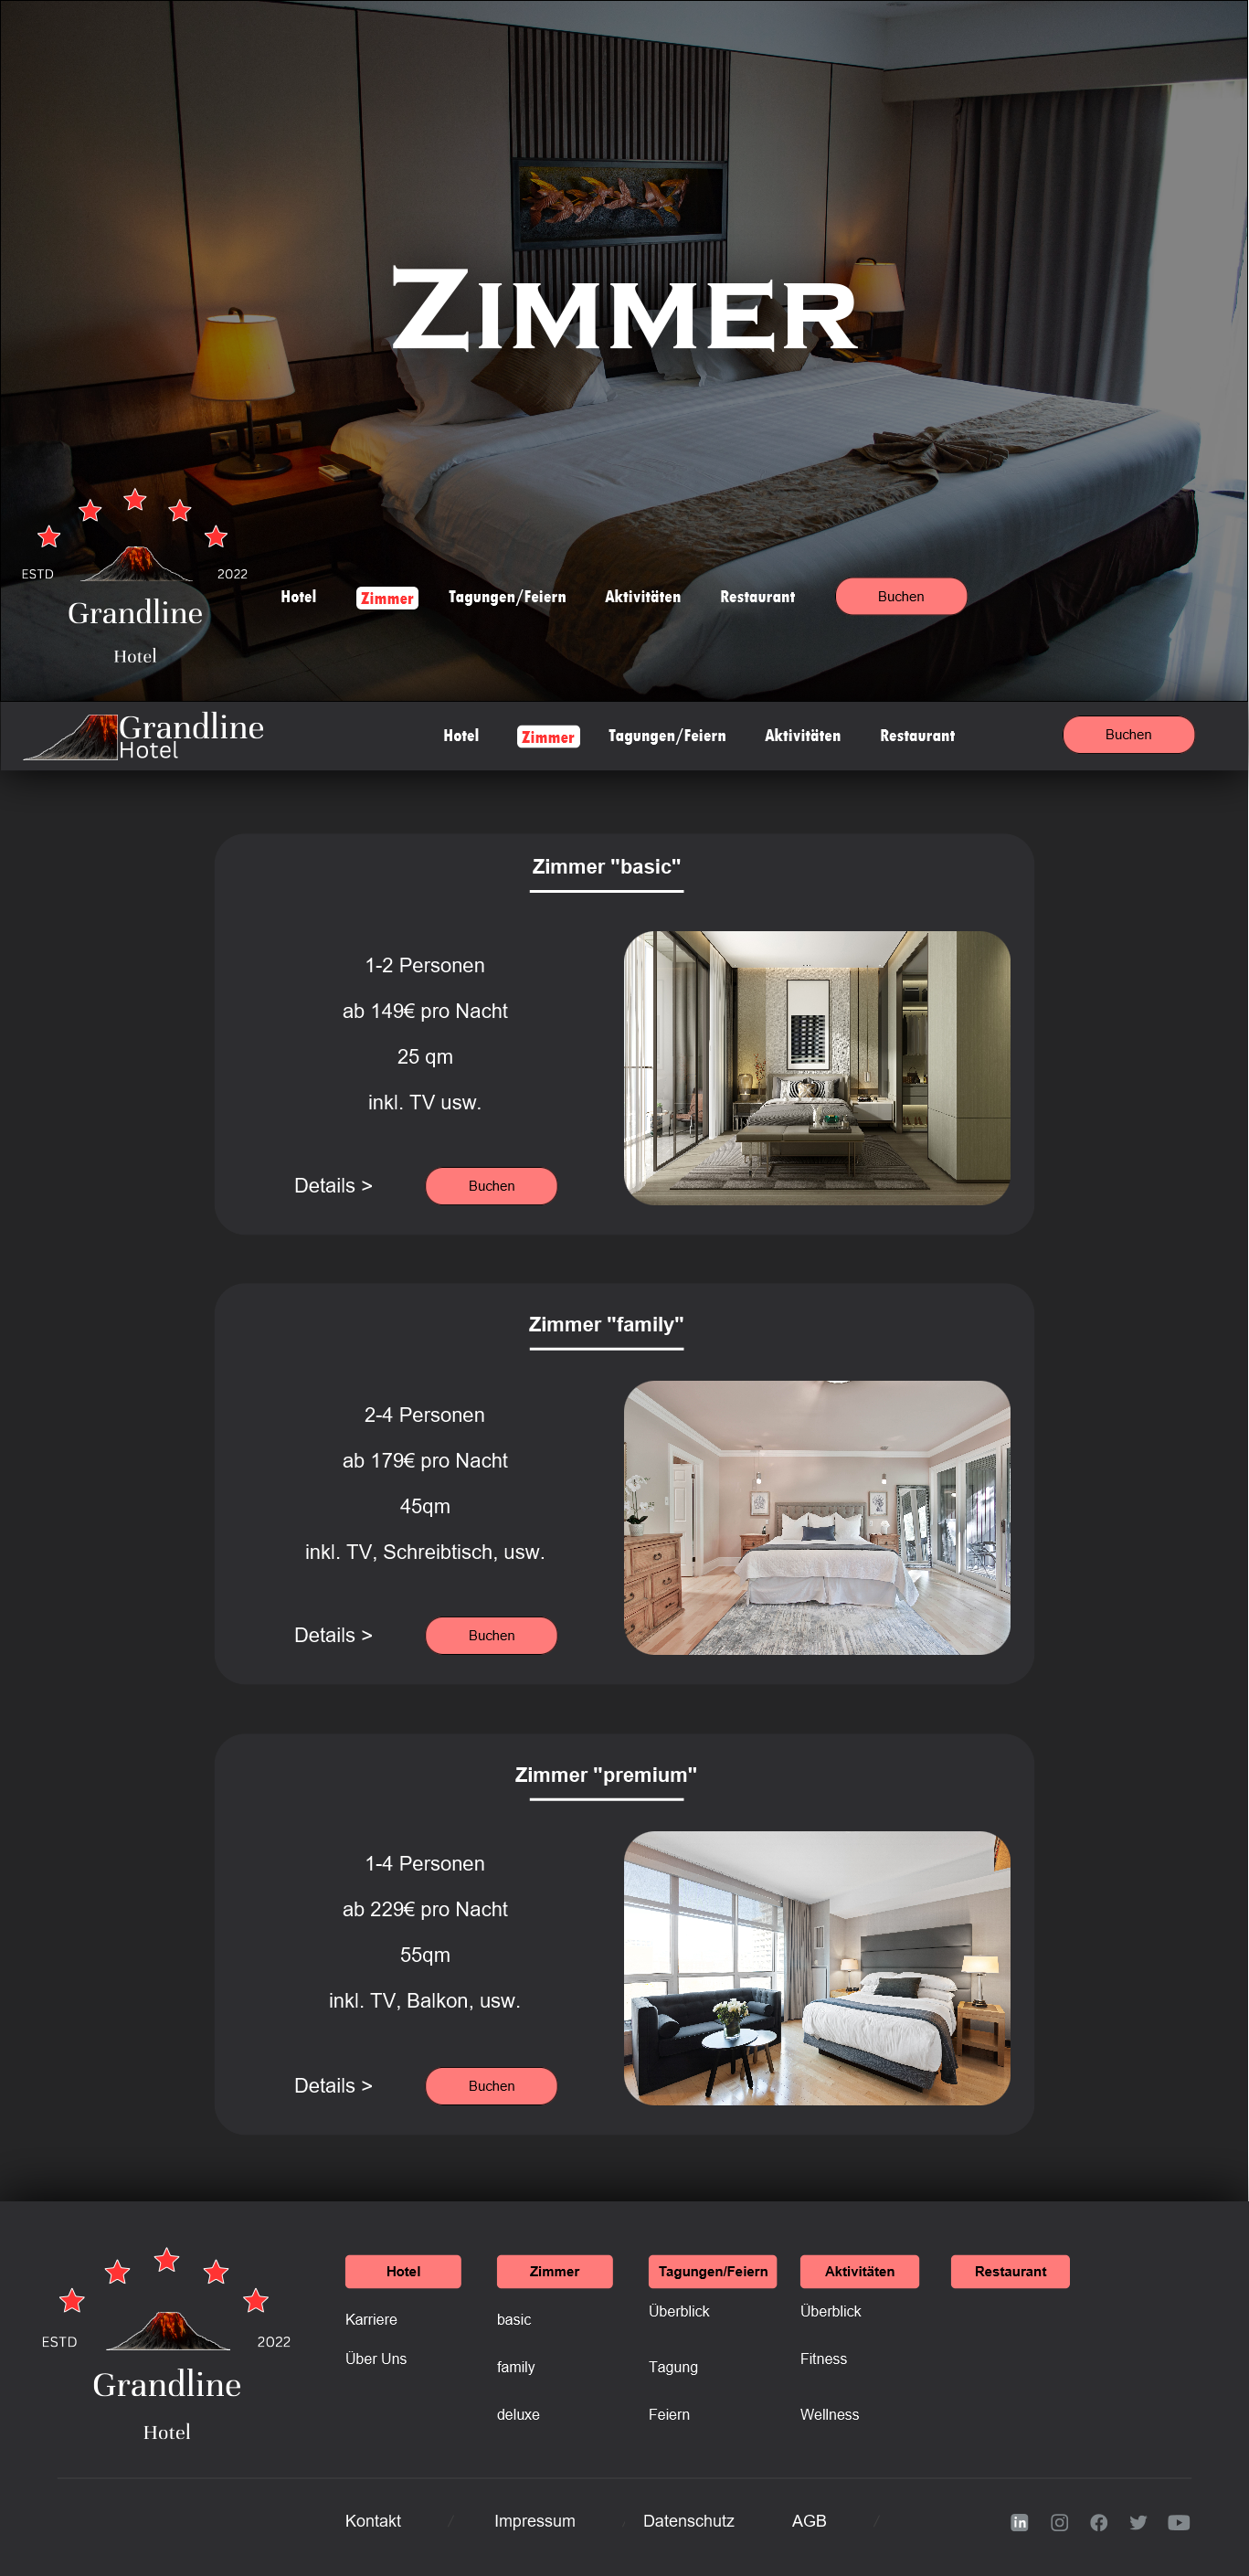 Zimmer
ESTD 2022
Grandline
Hotel
Hotel Zimmer Tagungen/Feiern Aktivitäten Restaurant Buchen
Grandline
Hotel
Hotel Zimmer Tagungen/Feiern Aktivitäten Restaurant Buchen
Zimmer "basic"
1-2 Personen
ab 149€ pro Nacht
25 qm
inkl. TV usw.
Details > Buchen
Zimmer "family"
2-4 Personen
ab 179€ pro Nacht
45qm
inkl. TV, Schreibtisch, usw.
Details > Buchen
Zimmer "premium"
1-4 Personen
ab 229€ pro Nacht
55qm
inkl. TV, Balkon, usw.
Details > Buchen
ESTD 2022
Grandline
Hotel
Hotel Zimmer Tagungen/Feiern Aktivitäten Restaurant
Karriere basic Überblick Überblick
Über Uns family Tagung Fitness
deluxe Feiern Wellness
Kontakt / Impressum / Datenschutz AGB /